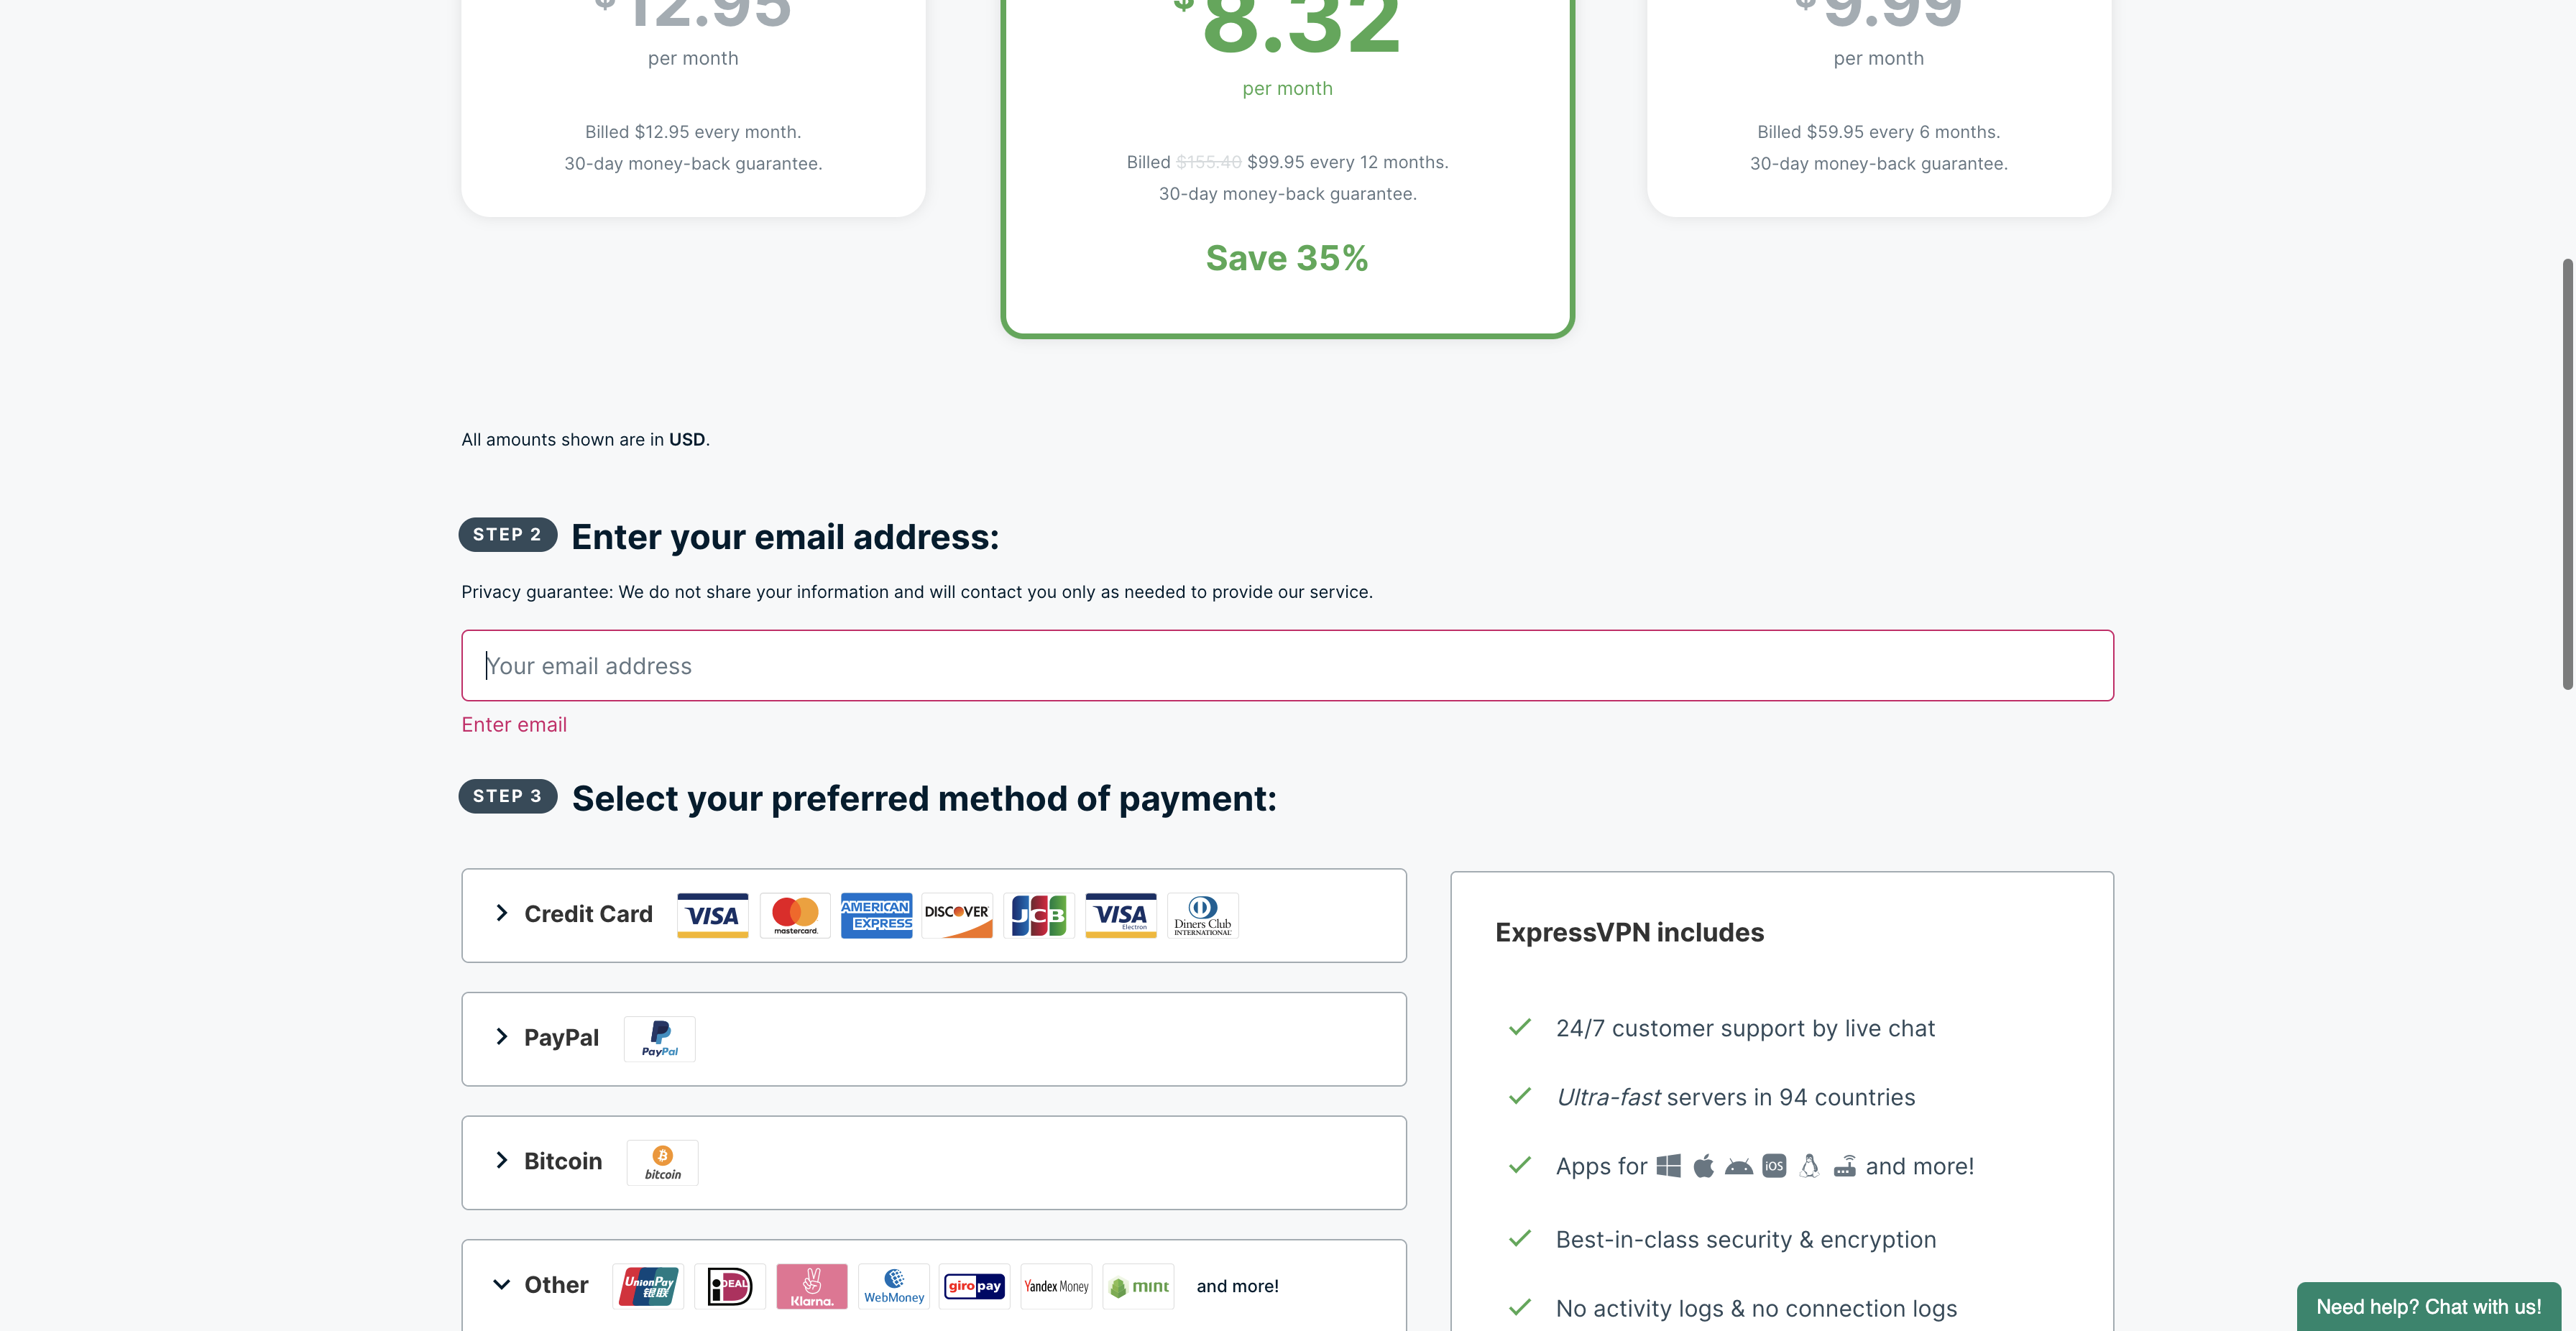 $12.95
$8.32
$9.99
per month
per month
per month
Billed $12.95 every month.
30-day money-back guarantee.
Billed $155.40 $99.95 every 12 months.
30-day money-back guarantee.
Save 35%
Billed $59.95 every 6 months.
30-day money-back guarantee.
All amounts shown are in USD.
STEP 2 Enter your email address:
Privacy guarantee: We do not share your information and will contact you only as needed to provide our service.
Your email address
Enter email
STEP 3 Select your preferred method of payment:
Credit Card VISA mastercard. AMERICAN EXPRESS DISCOVER JCB VISA Electron Diners Club INTERNATIONAL
PayPal PayPal
Bitcoin bitcoin
Other UnionPay 银联 iDEAL Klarna. WebMoney giropay Yandex Money mint and more!
ExpressVPN includes
24/7 customer support by live chat
Ultra-fast servers in 94 countries
Apps for iOS and more!
Best-in-class security & encryption
No activity logs & no connection logs
Need help? Chat with us!